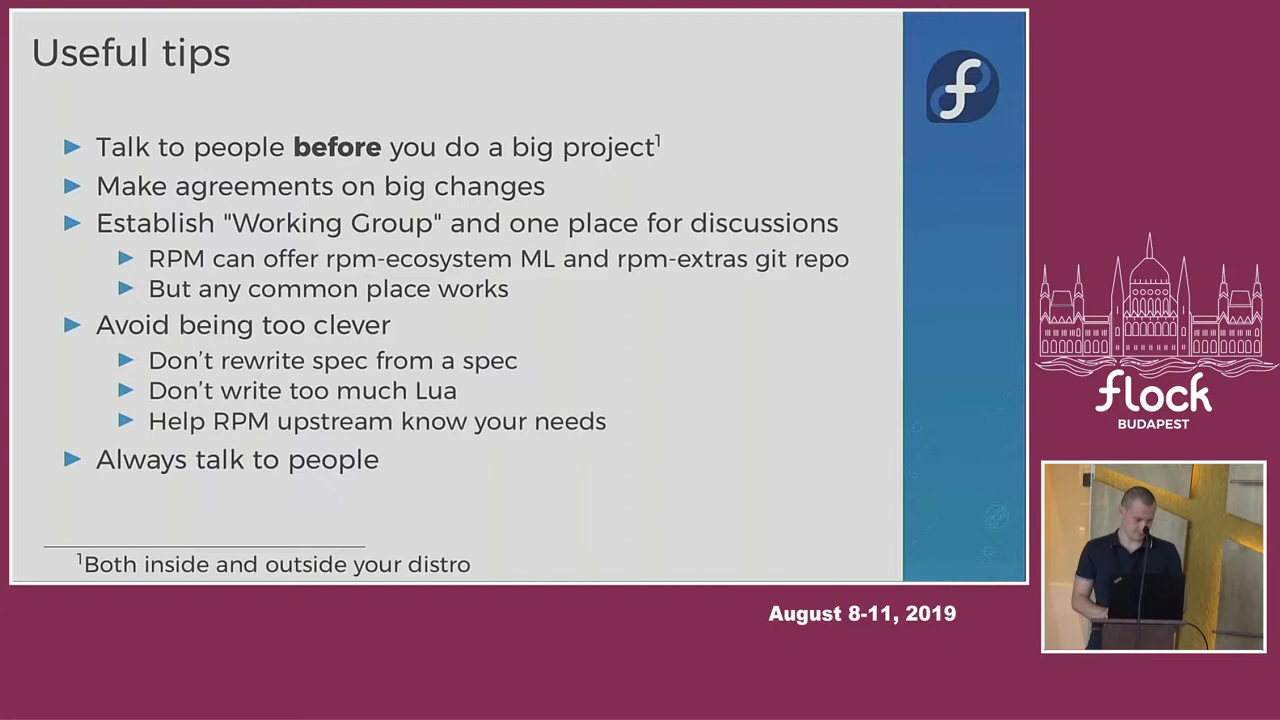 Useful tips
Talk to people before you do a big project¹
Make agreements on big changes
Establish "Working Group" and one place for discussions
RPM can offer rpm-ecosystem ML and rpm-extras git repo
But any common place works
Avoid being too clever
Don’t rewrite spec from a spec
Don’t write too much Lua
Help RPM upstream know your needs
Always talk to people
¹Both inside and outside your distro
flock
BUDAPEST
August 8-11, 2019